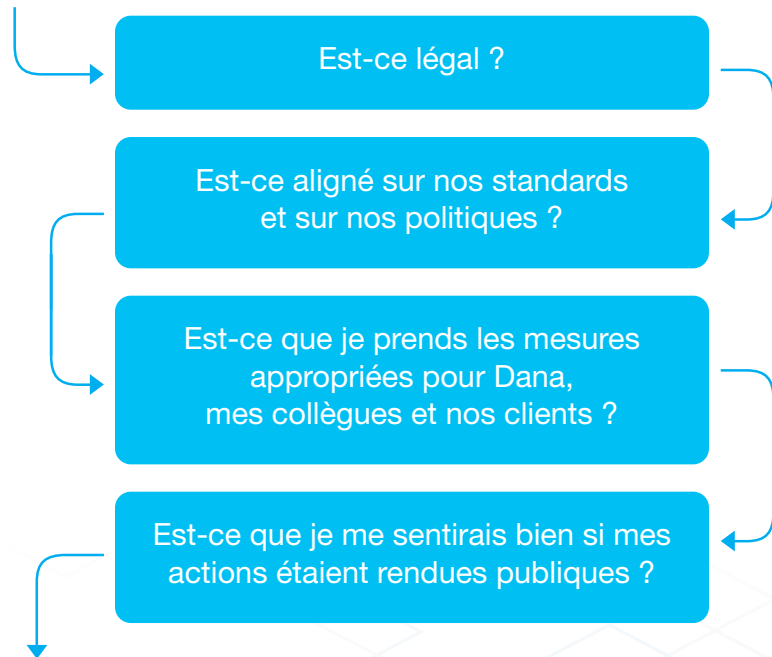 Est-ce légal ?
Est-ce aligné sur nos standards
et sur nos politiques ?
Est-ce que je prends les mesures
appropriées pour Dana,
mes collègues et nos clients ?
Est-ce que je me sentirais bien si mes
actions étaient rendues publiques ?